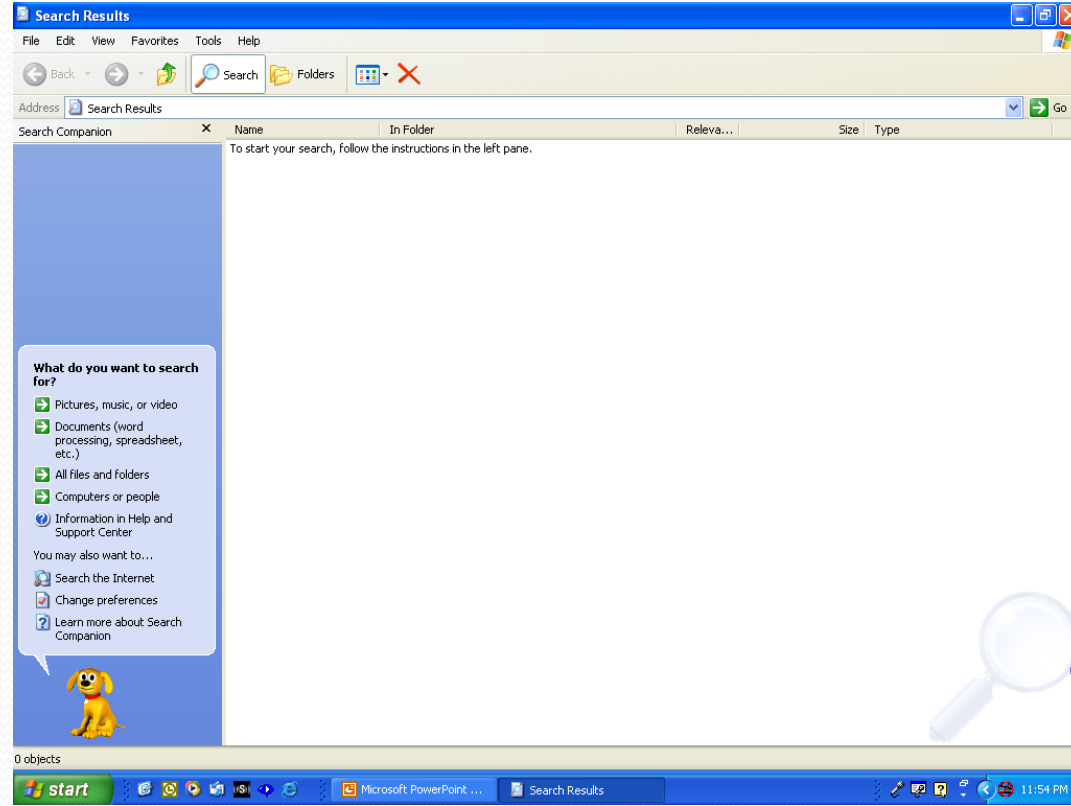 Search Results
File Edit View Favorites Tools Help
Back Search Folders
Address Search Results Go
Search Companion
Name In Folder Releva... Size Type
To start your search, follow the instructions in the left pane.
What do you want to search
for?
Pictures, music, or video
Documents (word
processing, spreadsheet,
etc.)
All files and folders
Computers or people
Information in Help and
Support Center
You may also want to...
Search the Internet
Change preferences
Learn more about Search
Companion
0 objects
start Microsoft PowerPoint ... Search Results 11:54 PM